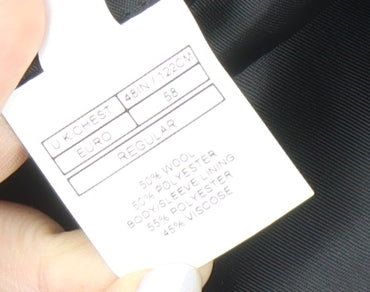 U.K.CHEST 48IN / 122CM
EURO 58
REGULAR
50% WOOL
50% POLYESTER
BODY/SLEEVE LINING
55% POLYESTER
45% VISCOSE